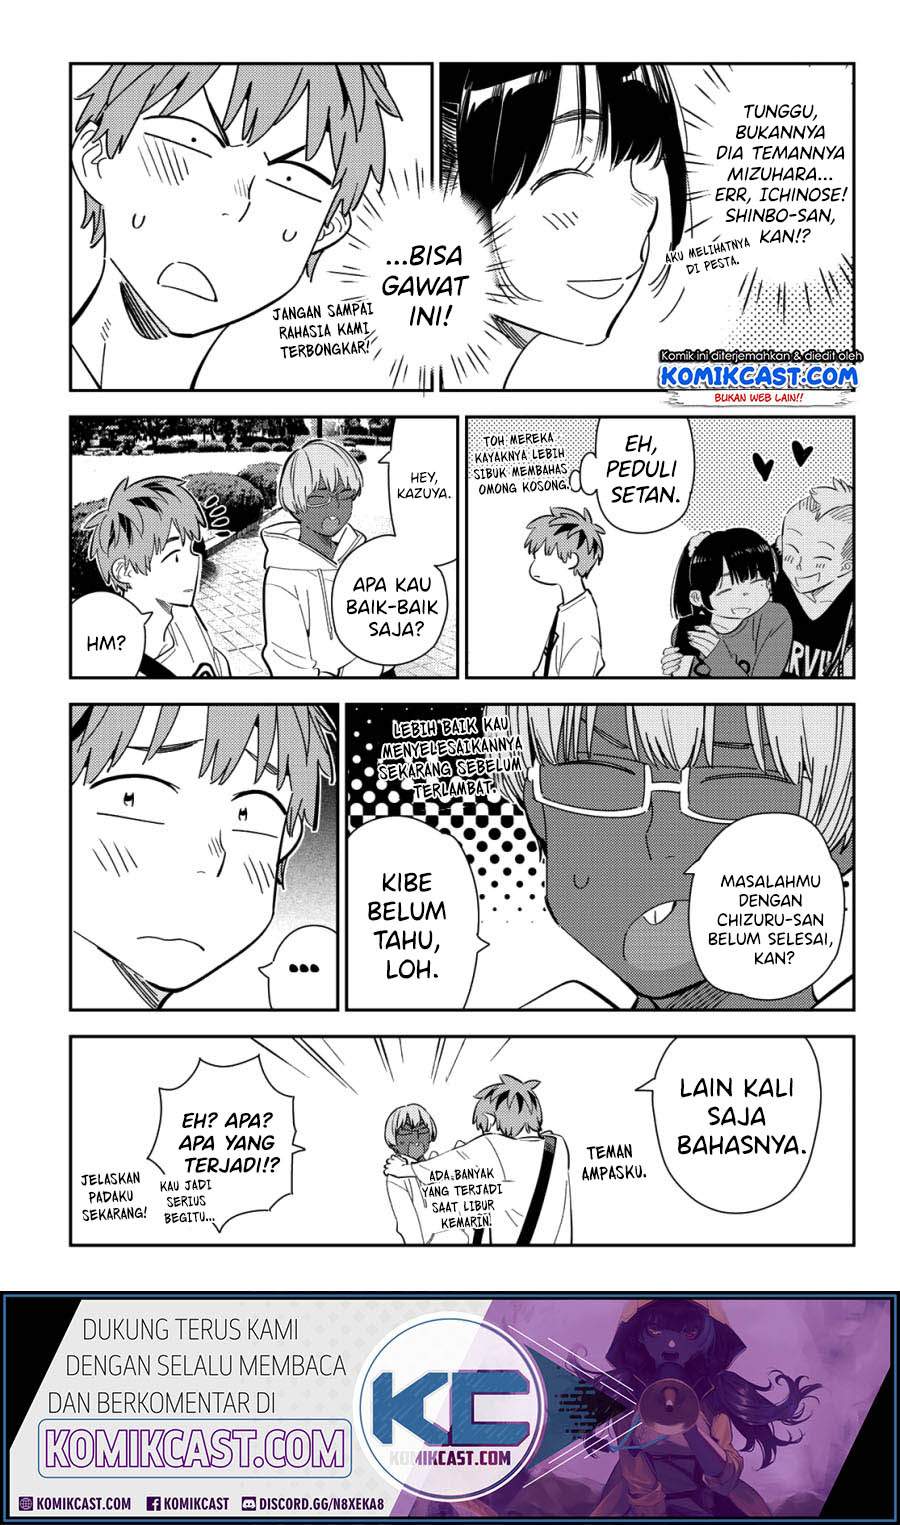 TUNGGU,
BUKANNYA
DIA TEMANNYA
MIZUHARA...
ERR, ICHINOSE!
SHINBO-SAN,
KAN!?
AKU MELIHATNYA
DI PESTA.
...BISA
GAWAT
INI!
JANGAN SAMPAI
RAHASIA KAMI
TERBONGKAR!
Komik ini diterjemahkan & diedit oleh
KOMIKCAST.COM
BUKAN WEB LAIN!!
EH,
PEDULI
SETAN.
TOH MEREKA
KAYAKNYA LEBIH
SIBUK MEMBAHAS
OMONG KOSONG.
HEY,
KAZUYA.
APA KAU
BAIK-BAIK
SAJA?
HM?
MASALAHMU
DENGAN
CHIZURU-SAN
BELUM SELESAI,
KAN?
LEBIH BAIK KAU
MENYELESAIKANNYA
SEKARANG SEBELUM
TERLAMBAT.
KIBE
BELUM
TAHU,
LOH.
...
LAIN KALI
SAJA
BAHASNYA.
TEMAN
AMPASKU.
ADA BANYAK
YANG TERJADI
SAAT LIBUR
KEMARIN.
EH? APA?
APA YANG
TERJADI!?
KAU JADI
SERIUS
BEGITU...
JELASKAN
PADAKU
SEKARANG!
DUKUNG TERUS KAMI
DENGAN SELALU MEMBACA
DAN BERKOMENTAR DI
KOMIKCAST.COM
KC
KOMIKCAST.COM
KOMIKCAST.COM KOMIKCAST DISCORD.GG/N8XEKA8